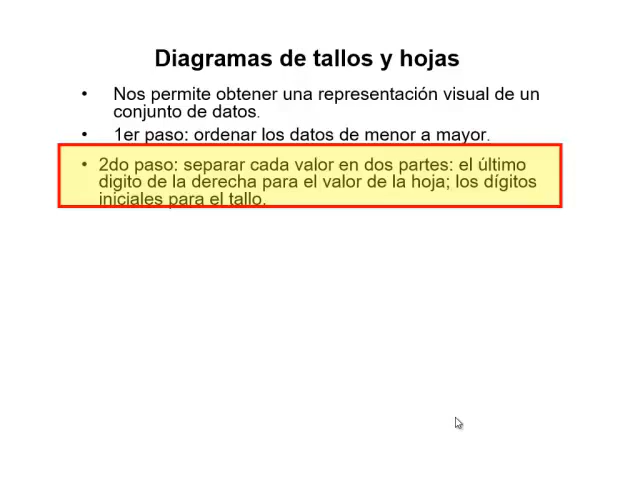 Diagramas de tallos y hojas
• Nos permite obtener una representación visual de un
conjunto de datos.
• 1er paso: ordenar los datos de menor a mayor.
• 2do paso: separar cada valor en dos partes: el último
digito de la derecha para el valor de la hoja; los dígitos
iniciales para el tallo.